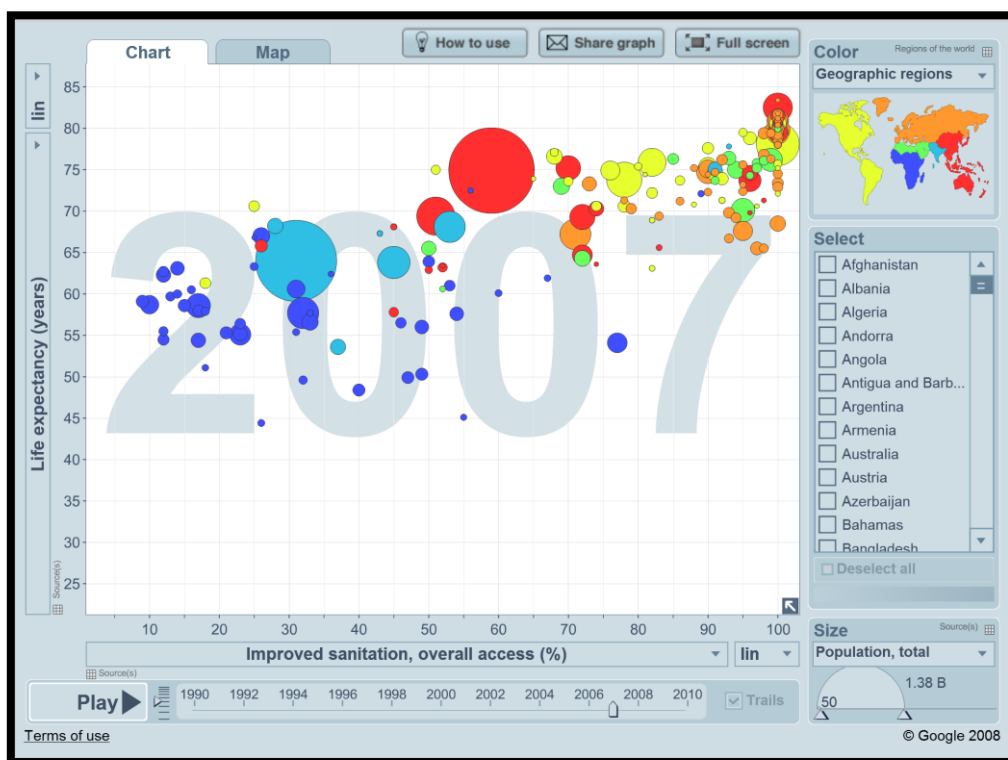 Chart
Map
How to use
Share graph
Full screen
lin
Life expectancy (years)
Source(s)
2007
85
80
75
70
65
60
55
50
45
40
35
30
25
10 20 30 40 50 60 70 80 90 100
Improved sanitation, overall access (%)
lin
Source(s)
Play
1990 1992 1994 1996 1998 2000 2002 2004 2006 2008 2010
Trails
Color
Regions of the world
Geographic regions
Select
Afghanistan
Albania
Algeria
Andorra
Angola
Antigua and Barb...
Argentina
Armenia
Australia
Austria
Azerbaijan
Bahamas
Bangladesh
Deselect all
Size
Source(s)
Population, total
1.38 B
50
Terms of use
© Google 2008